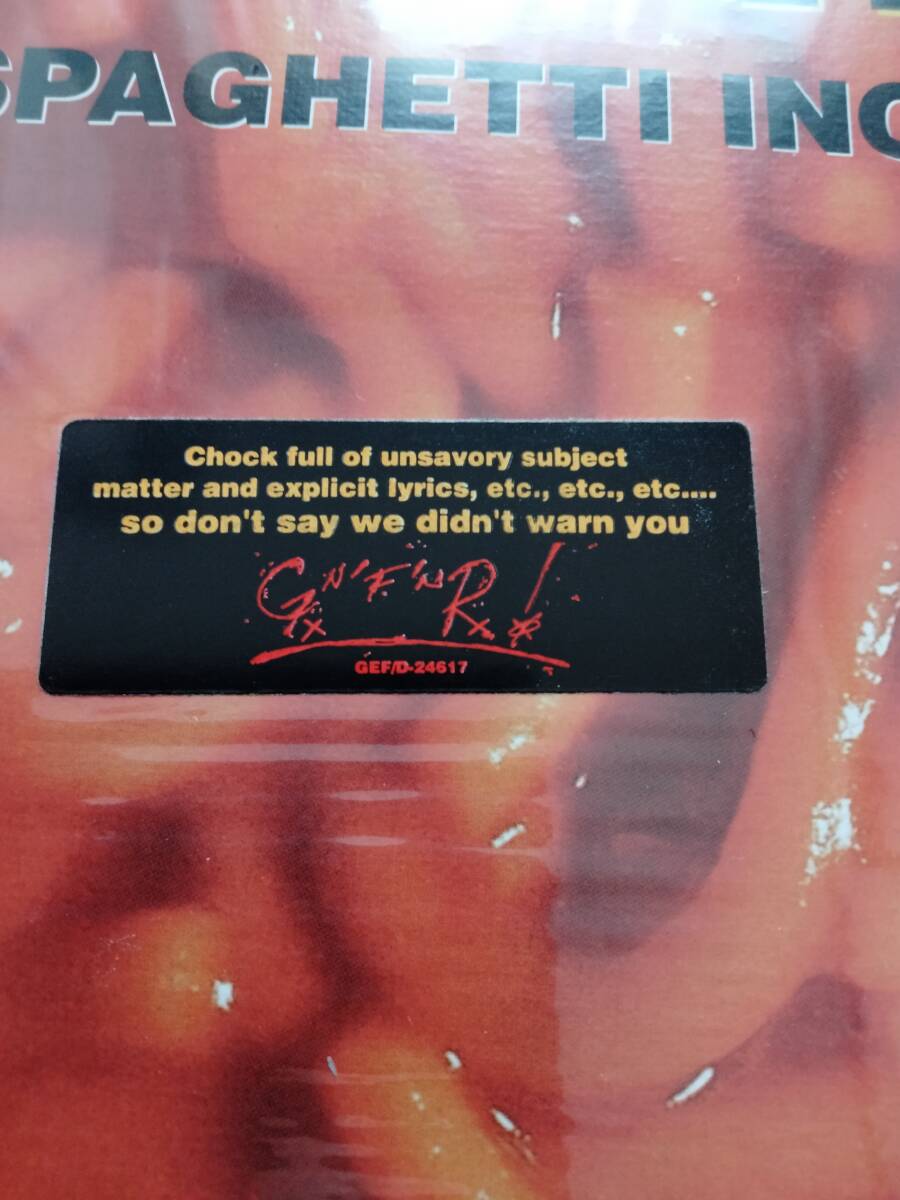 SPAGHETTI INC
Chock full of unsavory subject
matter and explicit lyrics, etc., etc., etc....
so don't say we didn't warn you
G N' F 'N R !
GEF/D-24617